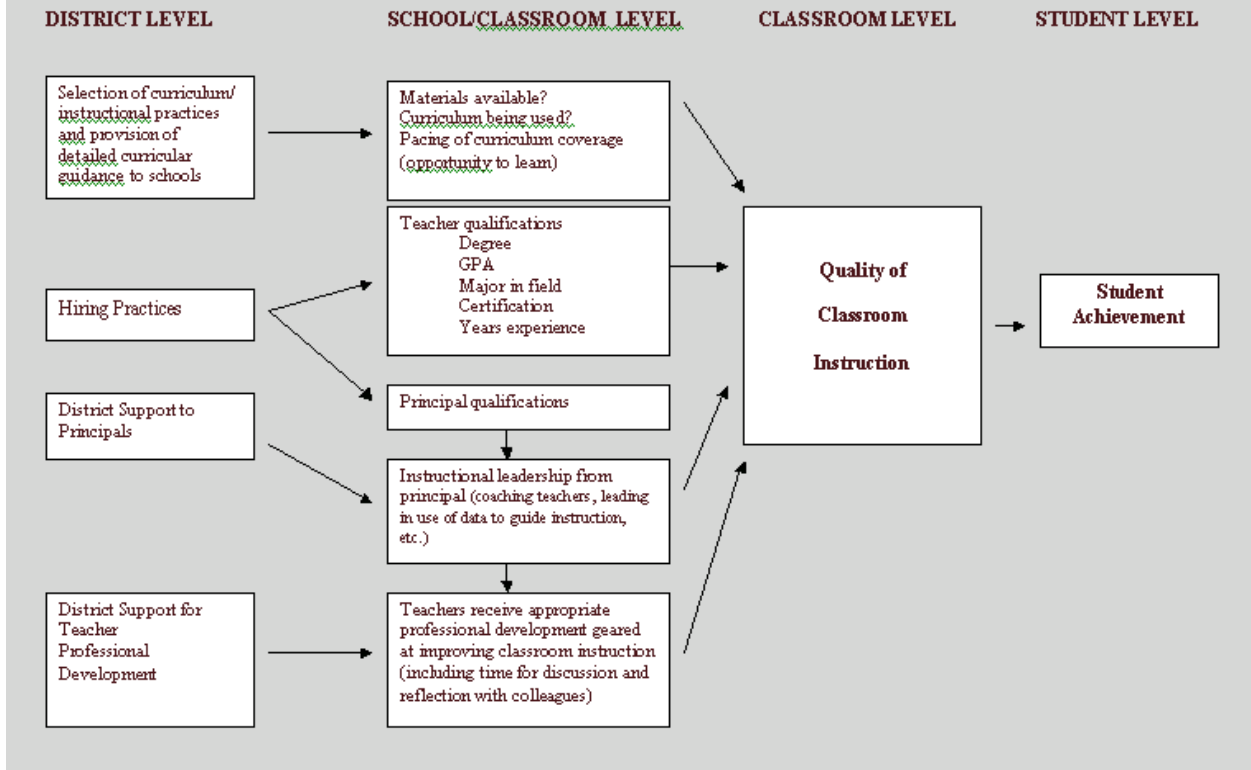 DISTRICT LEVEL
SCHOOL/CLASSROOM LEVEL
CLASSROOM LEVEL
STUDENT LEVEL
Selection of curriculum/
instructional practices
and provision of
detailed curricular
guidance to schools
Materials available?
Curriculum being used?
Pacing of curriculum coverage
(opportunity to learn)
Teacher qualifications
Degree
GPA
Major in field
Certification
Years experience
Hiring Practices
Quality of
Classroom
Instruction
Student
Achievement
District Support to
Principals
Principal qualifications
Instructional leadership from
principal (coaching teachers, leading
in use of data to guide instruction,
etc.)
District Support for
Teacher
Professional
Development
Teachers receive appropriate
professional development geared
at improving classroom instruction
(including time for discussion and
reflection with colleagues)